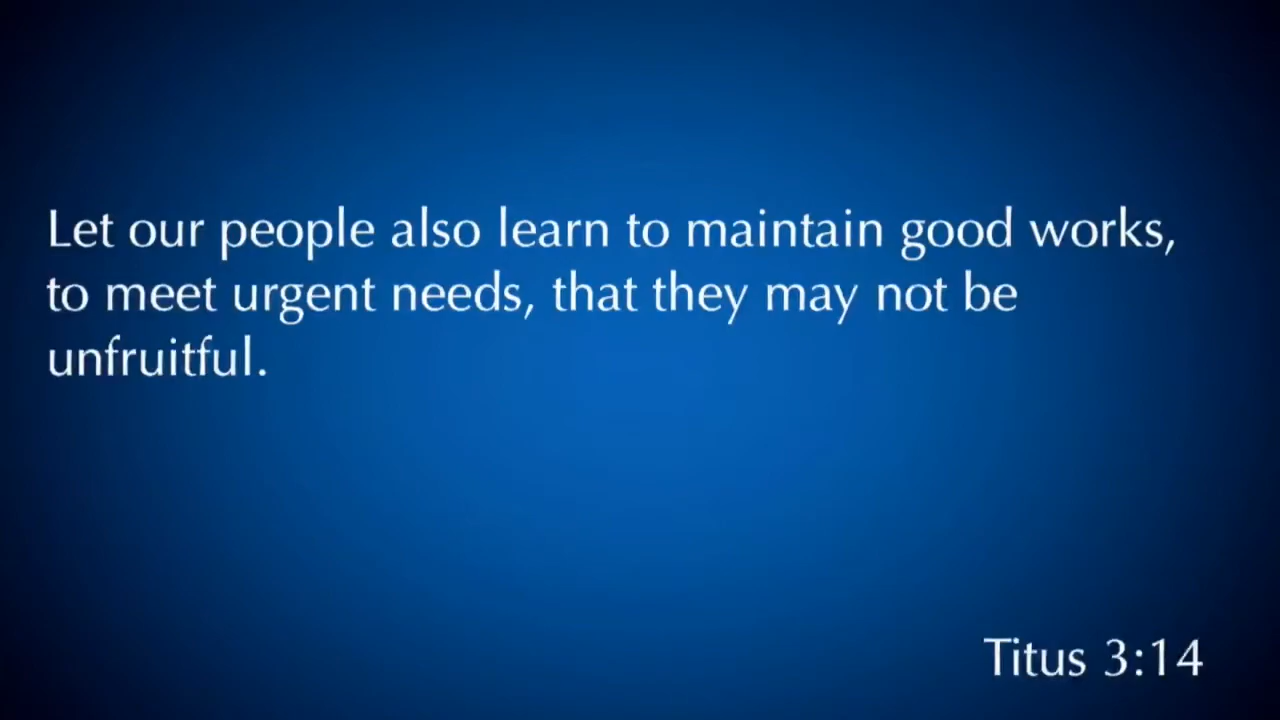 Let our people also learn to maintain good works,
to meet urgent needs, that they may not be
unfruitful.
Titus 3:14